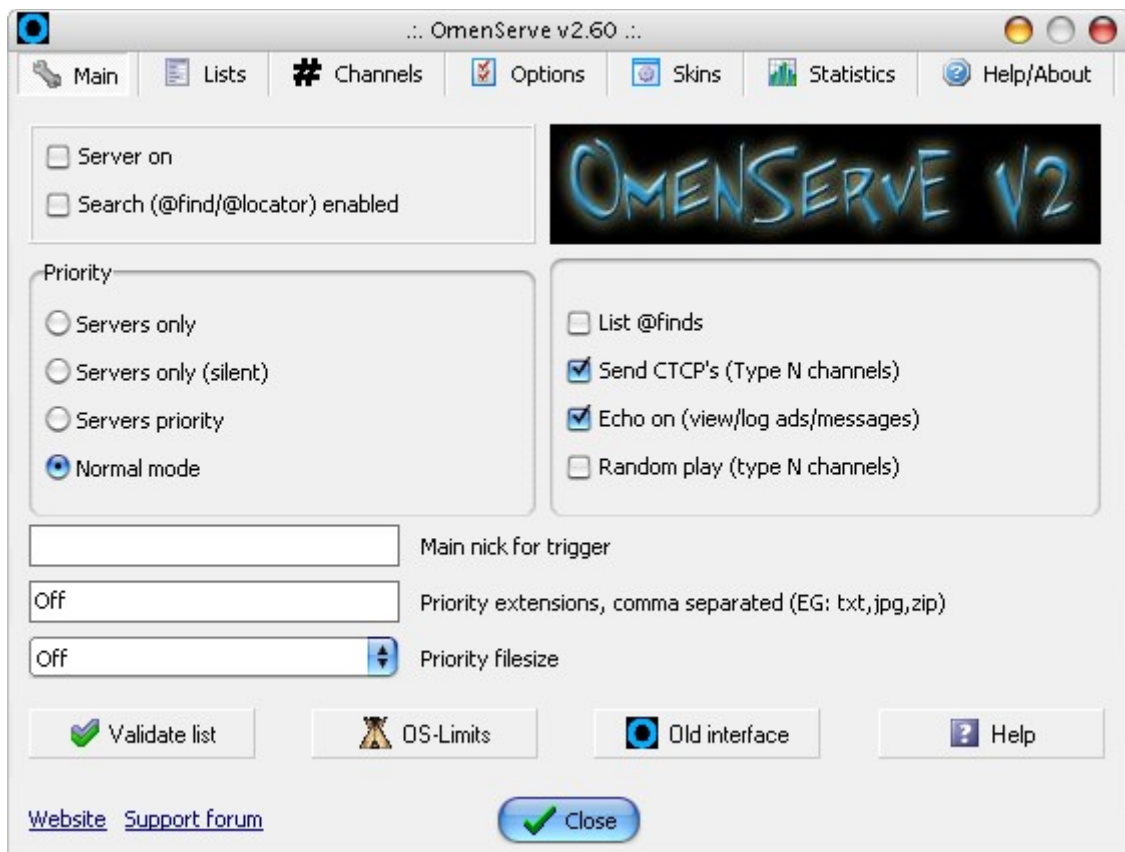 .:. OmenServe v2.60 .:.
Main Lists # Channels Options Skins Statistics Help/About
Server on
Search (@find/@locator) enabled
OMENSERVE V2
Priority
Servers only
Servers only (silent)
Servers priority
Normal mode
List @finds
Send CTCP's (Type N channels)
Echo on (view/log ads/messages)
Random play (type N channels)
Main nick for trigger
Off Priority extensions, comma separated (EG: txt,jpg,zip)
Off Priority filesize
Validate list OS-Limits Old interface ? Help
Website Support forum Close